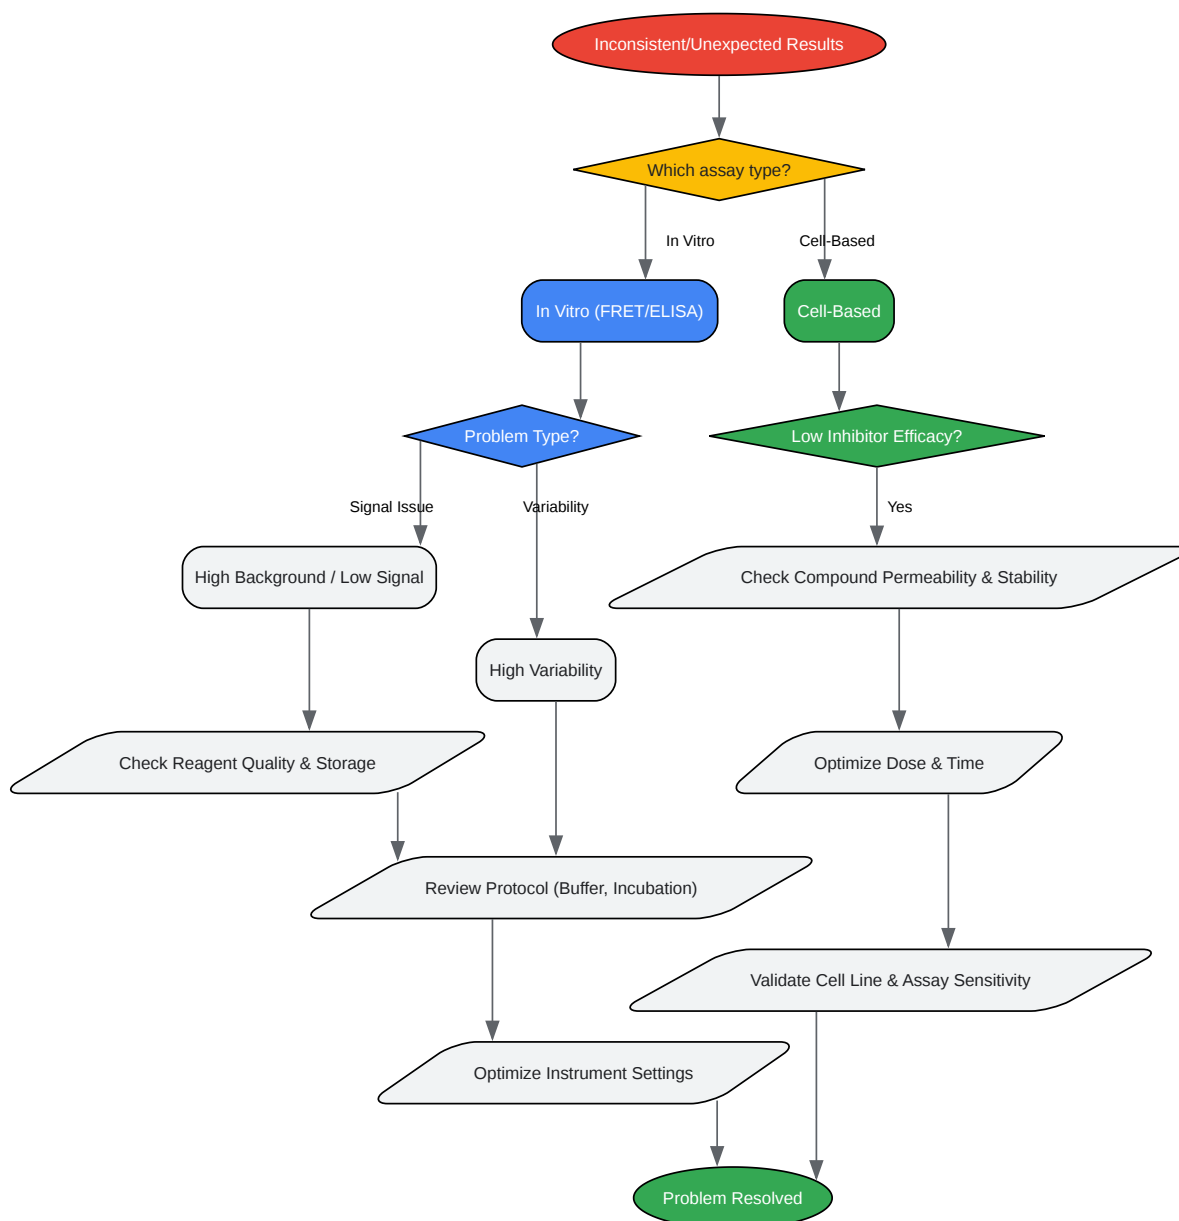 Inconsistent/Unexpected Results
Which assay type?
In Vitro
Cell-Based
In Vitro (FRET/ELISA)
Cell-Based
Problem Type?
Low Inhibitor Efficacy?
Signal Issue
Variability
Yes
High Background / Low Signal
Check Compound Permeability & Stability
High Variability
Check Reagent Quality & Storage
Optimize Dose & Time
Review Protocol (Buffer, Incubation)
Validate Cell Line & Assay Sensitivity
Optimize Instrument Settings
Problem Resolved